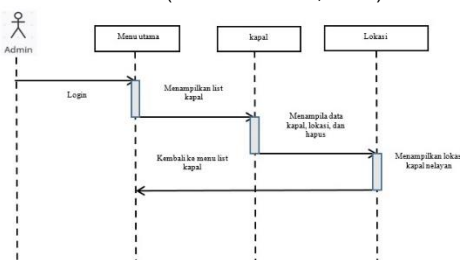 Admin
Menu utama
kapal
Lokasi
Login
Menampilkan list
kapal
Menampila data
kapal, lokasi, dan
hapus
Kembali ke menu list
kapal
Menampilkan lokas
kapal nelayan